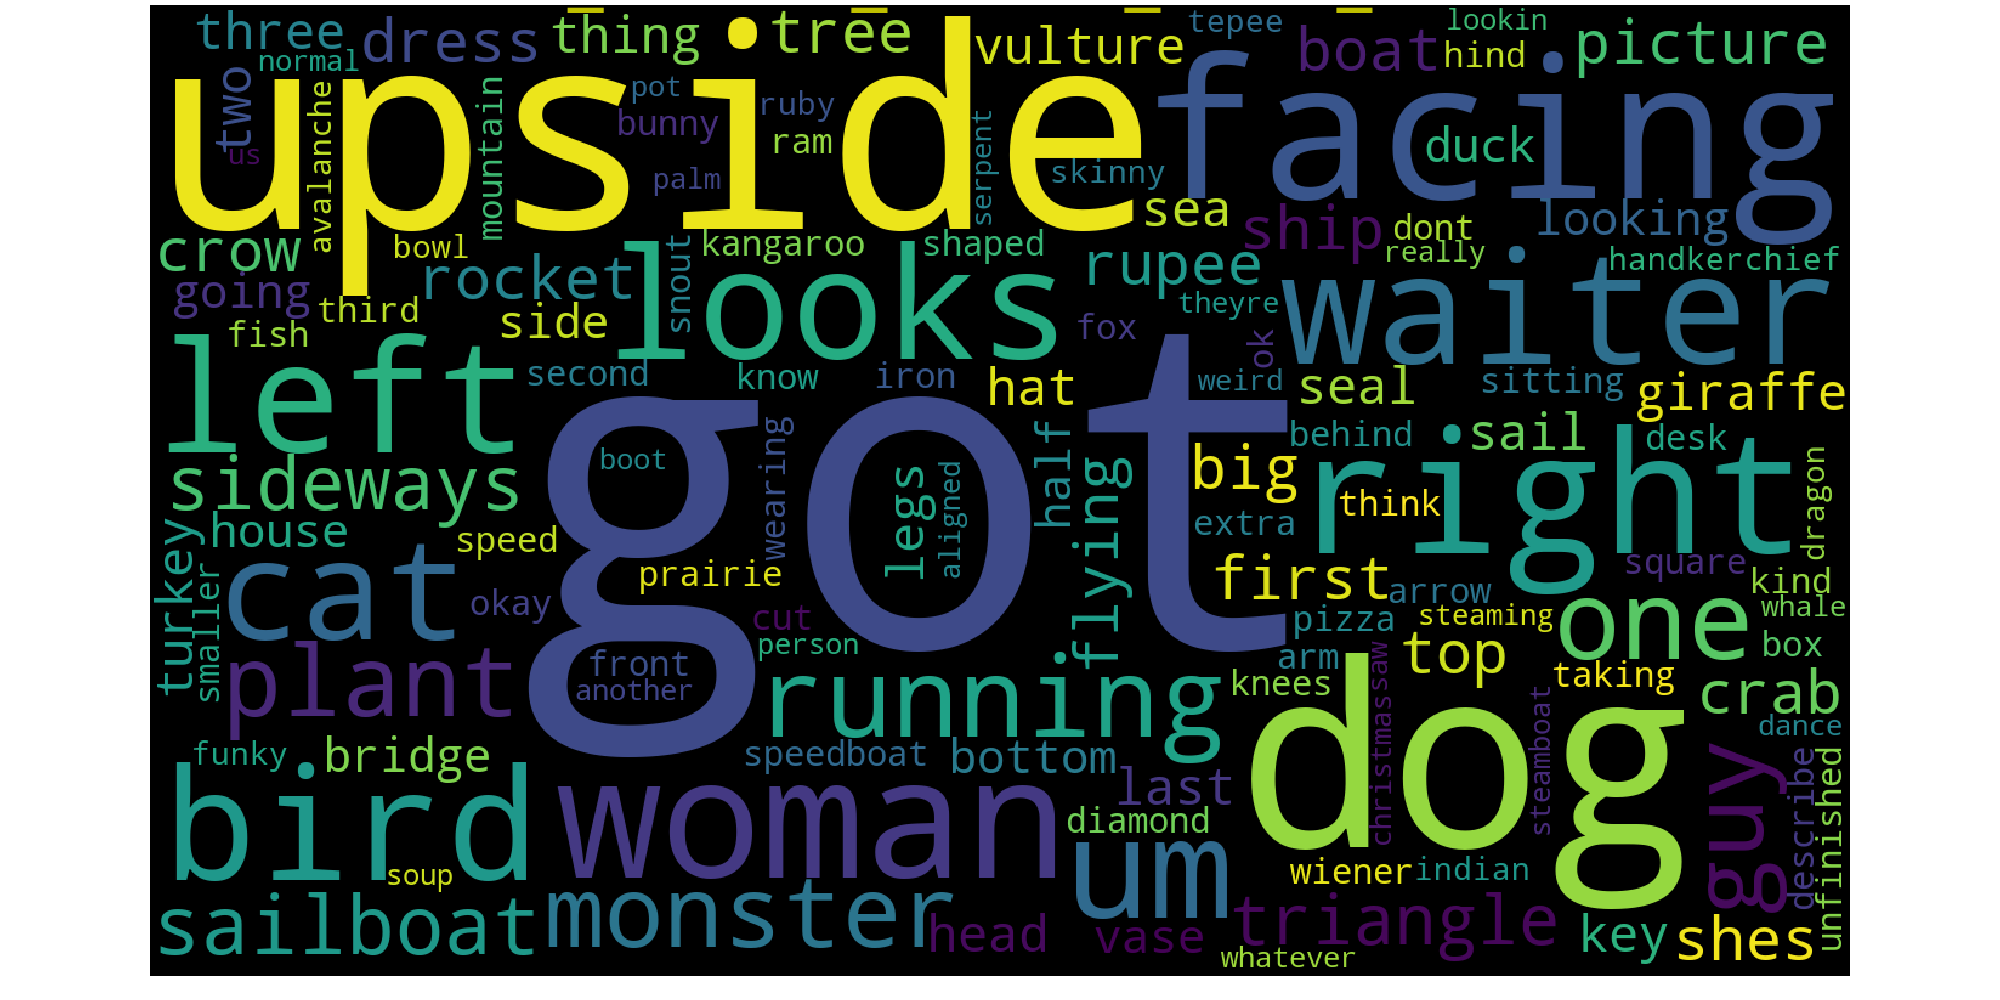 three
dress
thing
tree
vulture
tepee
boat
lookin
hind
picture
normal
two
us
avalanche
mountain
upside
pot
bunny
ruby
ram
palm
serpent
skinny
facing
duck
sea
ship
dont
looking
really
handkerchief
crow
bowl
going
third
rocket
fish
side
snout
kangaroo
shaped
looks
rupee
theyre
waiter
left
second
know
iron
fox
hat
ok
weird
seal
sitting
giraffe
sideways
boot
wearing
got
legs
aligned
half
flying
behind
sail
desk
big
right
think
extra
dragon
turkey
house
speed
smaller
cat
okay
prairie
cut
person
first
arrow
square
kind
one
whale
pizza
steaming
box
plant
front
another
running
arm
top
knees
taking
crab
dog
christmas
saw
steamboat
guy
dance
funky
bridge
speedboat
bottom
last
describe
unfinished
bird
soup
woman
um
diamond
wiener
indian
sailboat
monster
head
vase
triangle
whatever
key
shes